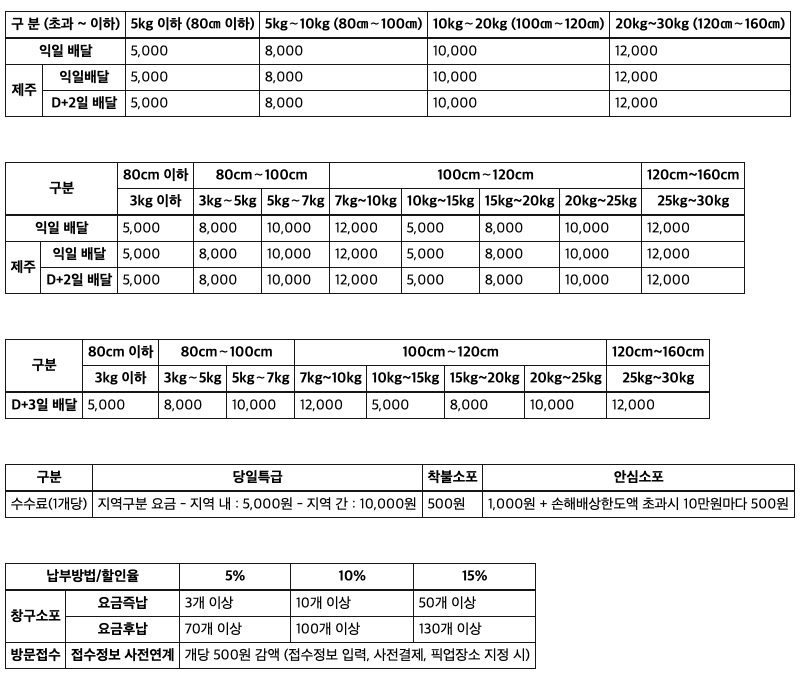 구 분 (초과 ~ 이하) 5kg 이하 (80㎝ 이하) 5kg~10kg (80㎝~100㎝) 10kg~20kg (100㎝~120㎝) 20kg~30kg (120㎝~160㎝)
익일 배달 5,000 8,000 10,000 12,000
제주 익일배달 5,000 8,000 10,000 12,000
D+2일 배달 5,000 8,000 10,000 12,000
구분 80cm 이하 80cm~100cm 100cm~120cm 120cm~160cm
3kg 이하 3kg~5kg 5kg~7kg 7kg~10kg 10kg~15kg 15kg~20kg 20kg~25kg 25kg~30kg
익일 배달 5,000 8,000 10,000 12,000 5,000 8,000 10,000 12,000
제주 익일 배달 5,000 8,000 10,000 12,000 5,000 8,000 10,000 12,000
D+2일 배달 5,000 8,000 10,000 12,000 5,000 8,000 10,000 12,000
구분 80cm 이하 80cm~100cm 100cm~120cm 120cm~160cm
3kg 이하 3kg~5kg 5kg~7kg 7kg~10kg 10kg~15kg 15kg~20kg 20kg~25kg 25kg~30kg
D+3일 배달 5,000 8,000 10,000 12,000 5,000 8,000 10,000 12,000
구분 당일특급 착불소포 안심소포
수수료(1개당) 지역구분 요금 - 지역 내 : 5,000원 - 지역 간 : 10,000원 500원 1,000원 + 손해배상한도액 초과시 10만원마다 500원
납부방법/할인율 5% 10% 15%
창구소포 요금즉납 3개 이상 10개 이상 50개 이상
요금후납 70개 이상 100개 이상 130개 이상
방문접수 접수정보 사전연계 개당 500원 감액 (접수정보 입력, 사전결제, 픽업장소 지정 시)